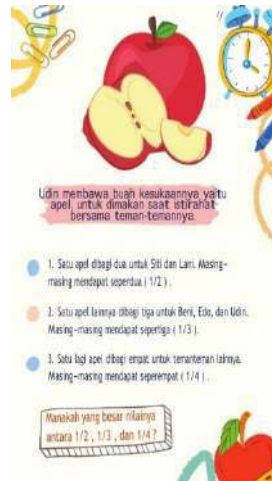 Udin membawa buah kesukaannya yaitu
apel, untuk dimakan saat istirahat
bersama teman-temannya.
1. Satu apel dibagi dua untuk Siti dan Lani. Masing-
masing mendapat seperdua ( 1/2 ) .
2. Satu apel lainnya dibagi tiga untuk Beni, Edo, dan Udin.
Masing-masing mendapat sepertiga ( 1/3 ) .
3. Satu lagi apel dibagi empat untuk temanteman lainnya.
Masing-masing mendapat seperempat ( 1/4 ) .
Manakah yang besar nilainya
antara 1/2 , 1/3 , dan 1/4 ?